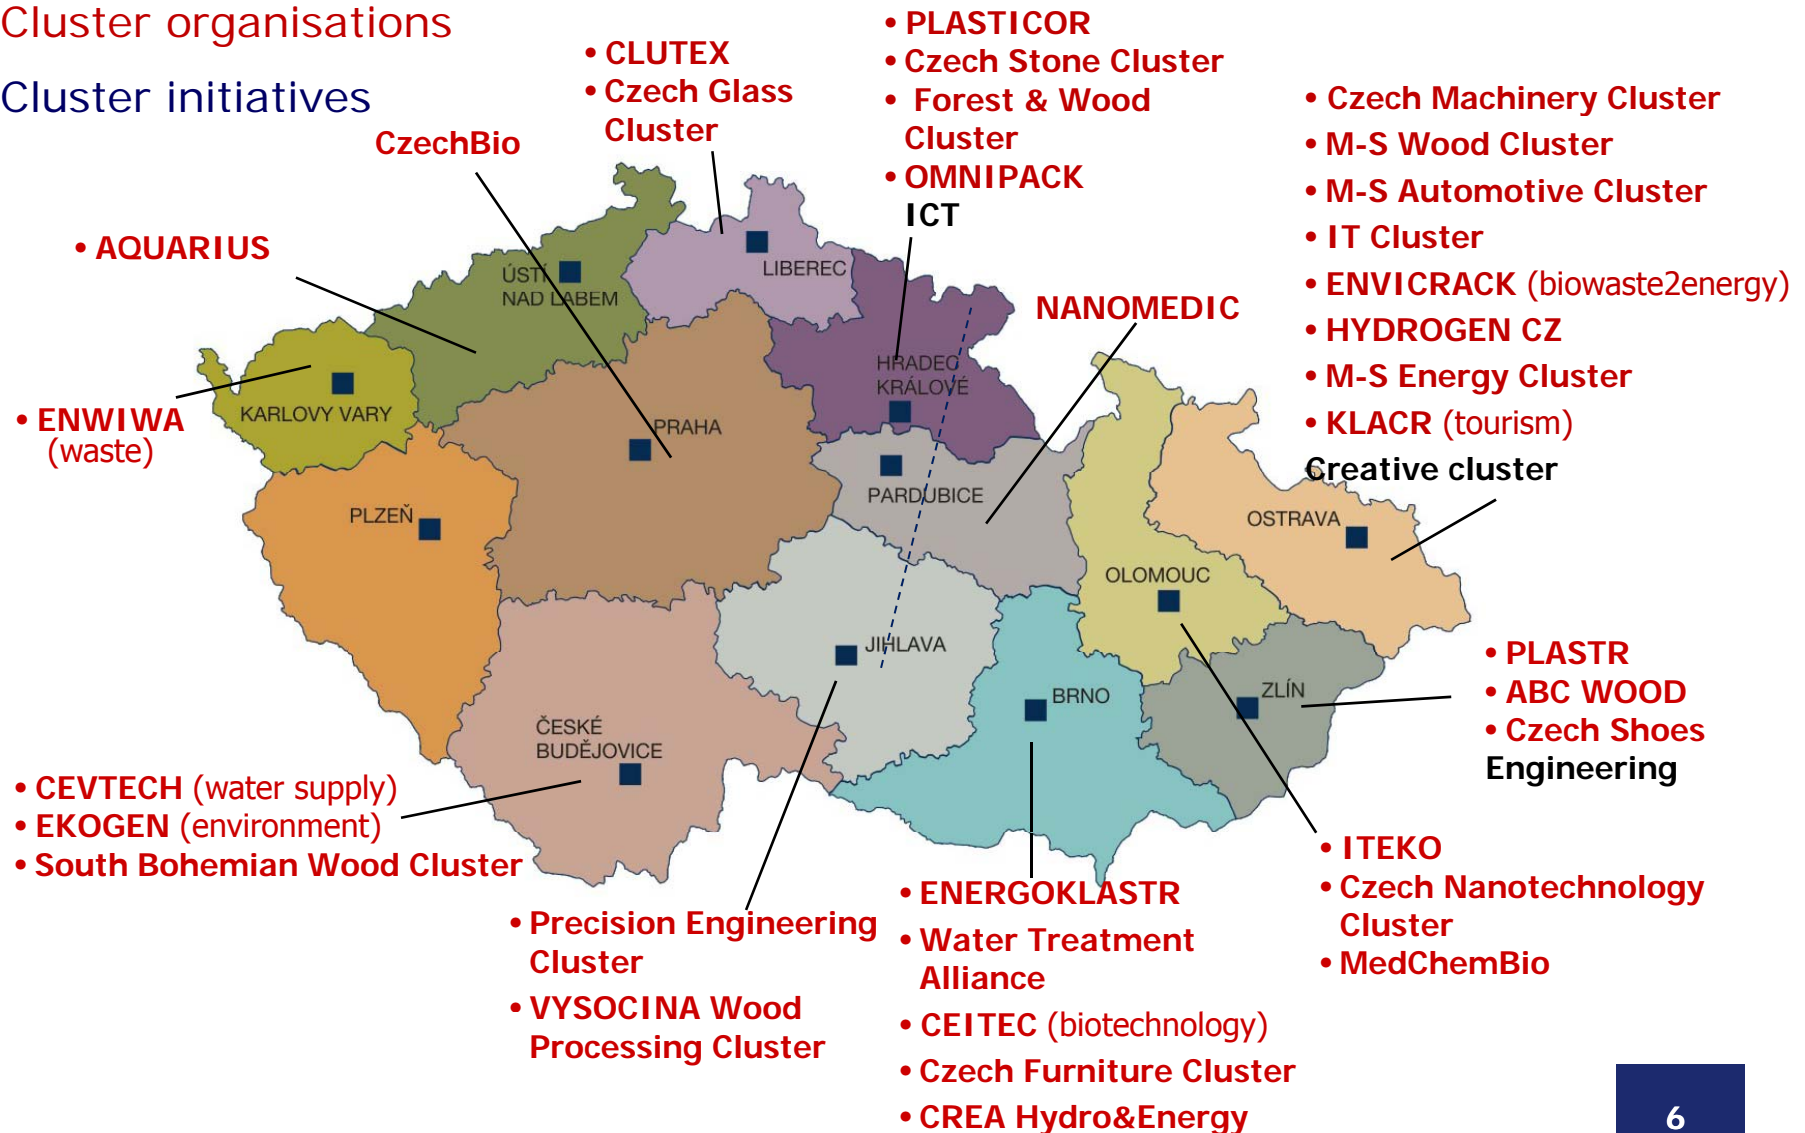 Cluster organisations
Cluster initiatives
CzechBio
• CLUTEX
• Czech Glass
Cluster
• PLASTICOR
• Czech Stone Cluster
• Forest & Wood
Cluster
• OMNIPACK
ICT
• Czech Machinery Cluster
• M-S Wood Cluster
• M-S Automotive Cluster
• IT Cluster
• ENVICRACK (biowaste2energy)
• HYDROGEN CZ
• M-S Energy Cluster
• KLACR (tourism)
Creative cluster
• AQUARIUS
NANOMEDIC
• ENWIWA
(waste)
ÚSTÍ
NAD LABEM
LIBEREC
KARLOVY VARY
HRADEC
KRÁLOVÉ
PRAHA
PARDUBICE
PLZEŇ
OSTRAVA
OLOMOUC
JIHLAVA
BRNO
ZLÍN
ČESKÉ
BUDĚJOVICE
• PLASTR
• ABC WOOD
• Czech Shoes
Engineering
• CEVTECH (water supply)
• EKOGEN (environment)
• South Bohemian Wood Cluster
• Precision Engineering
Cluster
• VYSOCINA Wood
Processing Cluster
• ENERGOKLASTR
• Water Treatment
Alliance
• CEITEC (biotechnology)
• Czech Furniture Cluster
• CREA Hydro&Energy
• ITEKO
• Czech Nanotechnology
Cluster
• MedChemBio
6